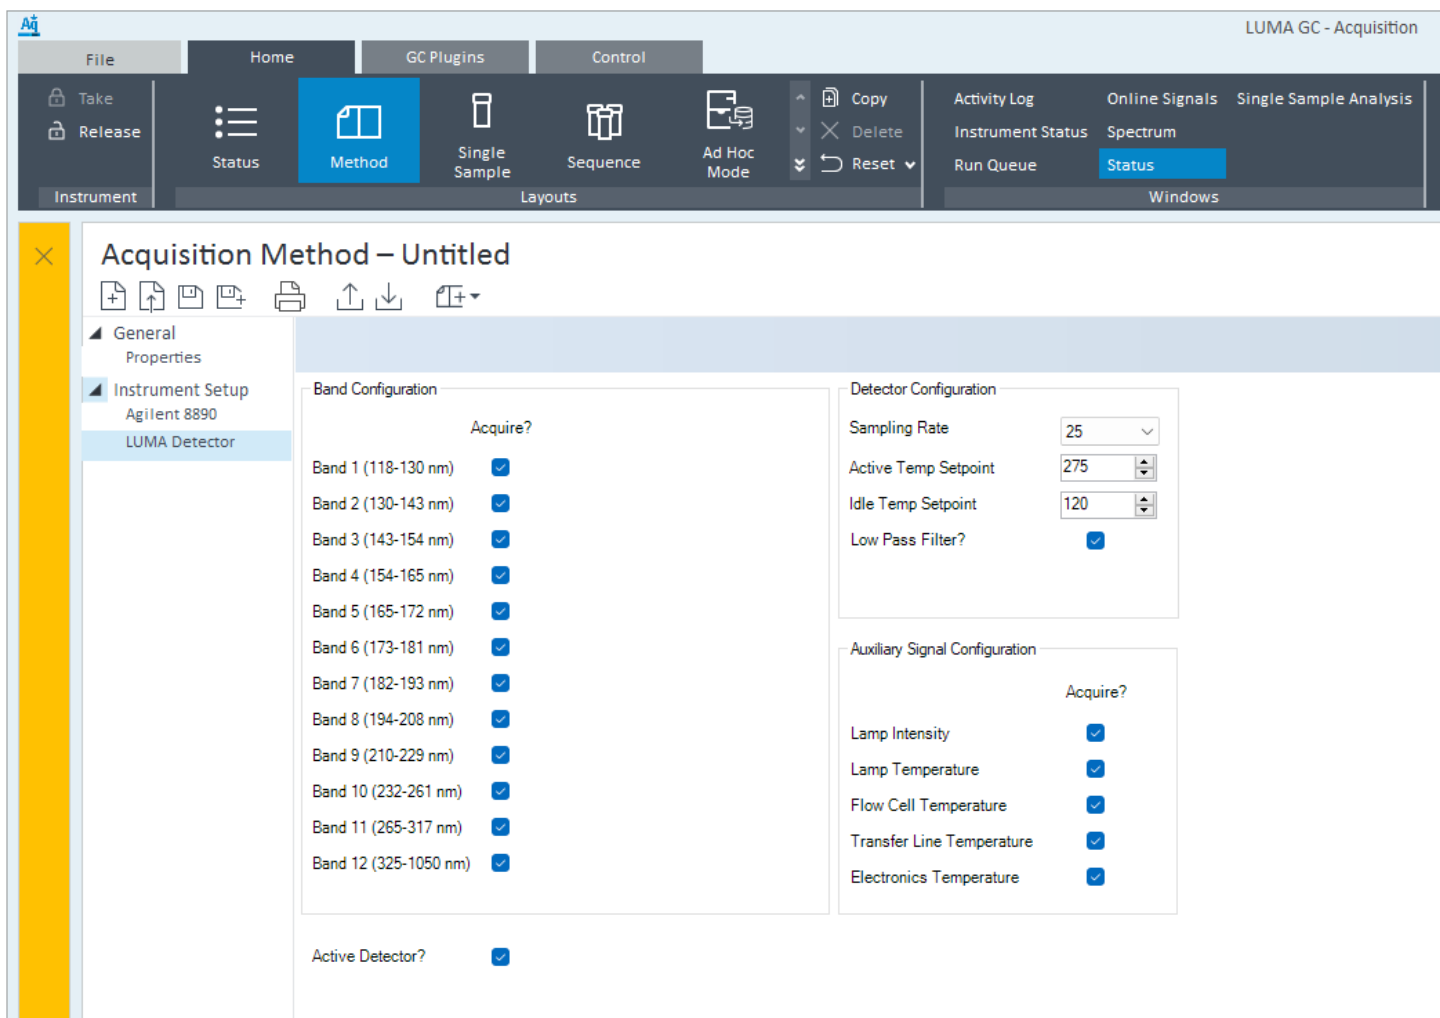 Aq
LUMA GC - Acquisition
File
Home
GC Plugins
Control
Take
Release
Instrument
Status
Method
Single
Sample
Sequence
Ad Hoc
Mode
Layouts
Copy
Delete
Reset
Activity Log
Instrument Status
Run Queue
Online Signals
Spectrum
Status
Single Sample Analysis
Windows
Acquisition Method – Untitled
General
Properties
Instrument Setup
Agilent 8890
LUMA Detector
Band Configuration
Acquire?
Band 1 (118-130 nm)
Band 2 (130-143 nm)
Band 3 (143-154 nm)
Band 4 (154-165 nm)
Band 5 (165-172 nm)
Band 6 (173-181 nm)
Band 7 (182-193 nm)
Band 8 (194-208 nm)
Band 9 (210-229 nm)
Band 10 (232-261 nm)
Band 11 (265-317 nm)
Band 12 (325-1050 nm)
Active Detector?
Detector Configuration
Sampling Rate 25
Active Temp Setpoint 275
Idle Temp Setpoint 120
Low Pass Filter?
Auxiliary Signal Configuration
Acquire?
Lamp Intensity
Lamp Temperature
Flow Cell Temperature
Transfer Line Temperature
Electronics Temperature